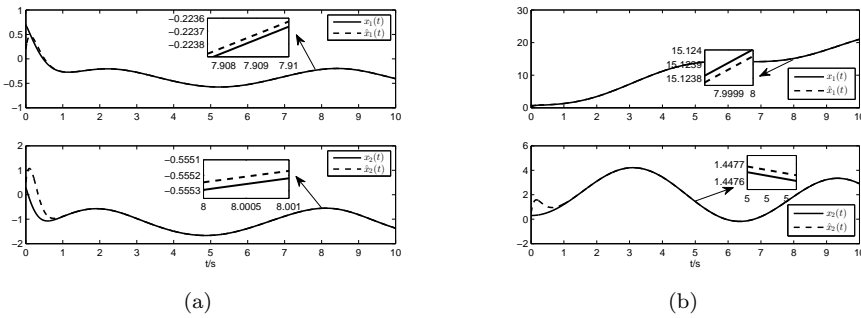 1
0.5
0
−0.5
−1
−0.2236
−0.2237
−0.2238
7.908 7.909 7.91
x₁(t)
x̂₁(t)
0 1 2 3 4 5 6 7 8 9 10
2
1
0
−1
−2
−0.5551
−0.5552
−0.5553
8 8.0005 8.001
x₂(t)
x̂₂(t)
0 1 2 3 4 5 6 7 8 9 10
t/s
(a)
30
20
10
0
15.124
15.1239
15.1238
7.9999 8
x₁(t)
x̂₁(t)
0 1 2 3 4 5 6 7 8 9 10
6
4
2
0
−2
1.4477
1.4476
5 5 5
x₂(t)
x̂₂(t)
0 1 2 3 4 5 6 7 8 9 10
t/s
(b)